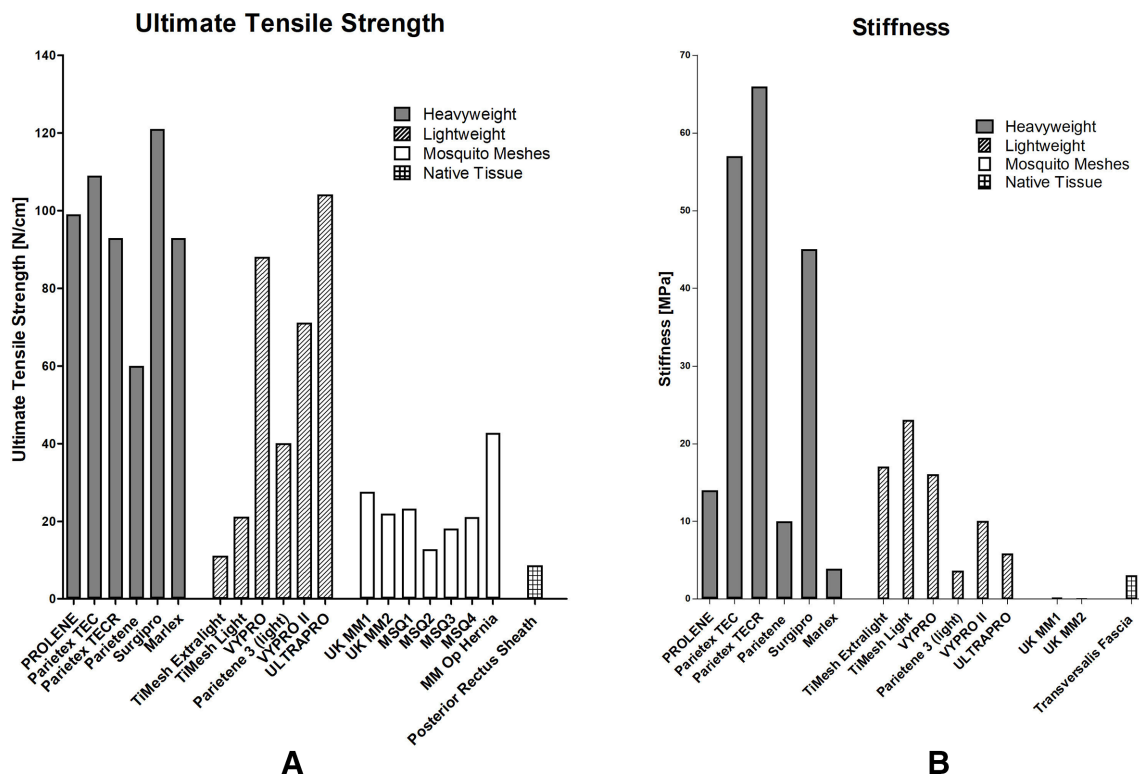 Ultimate Tensile Strength
Ultimate Tensile Strength [N/cm]
140
120
100
80
60
40
20
0
Heavyweight
Lightweight
Mosquito Meshes
Native Tissue
PROLENE
Parietex TEC
Parietex TECR
Parietene
Surgipro
Marlex
TiMesh Extralight
TiMesh Light
VYPRO
Parietene 3 (light)
VYPRO II
ULTRAPRO
UK MM1
UK MM2
MSQ1
MSQ2
MSQ3
MSQ4
MM Op Hernia
Posterior Rectus Sheath
A
Stiffness
Stiffness [MPa]
70
60
50
40
30
20
10
0
Heavyweight
Lightweight
Mosquito Meshes
Native Tissue
PROLENE
Parietex TEC
Parietex TECR
Parietene
Surgipro
Marlex
TiMesh Extralight
TiMesh Light
VYPRO
Parietene 3 (light)
VYPRO II
ULTRAPRO
UK MM1
UK MM2
Transversalis Fascia
B